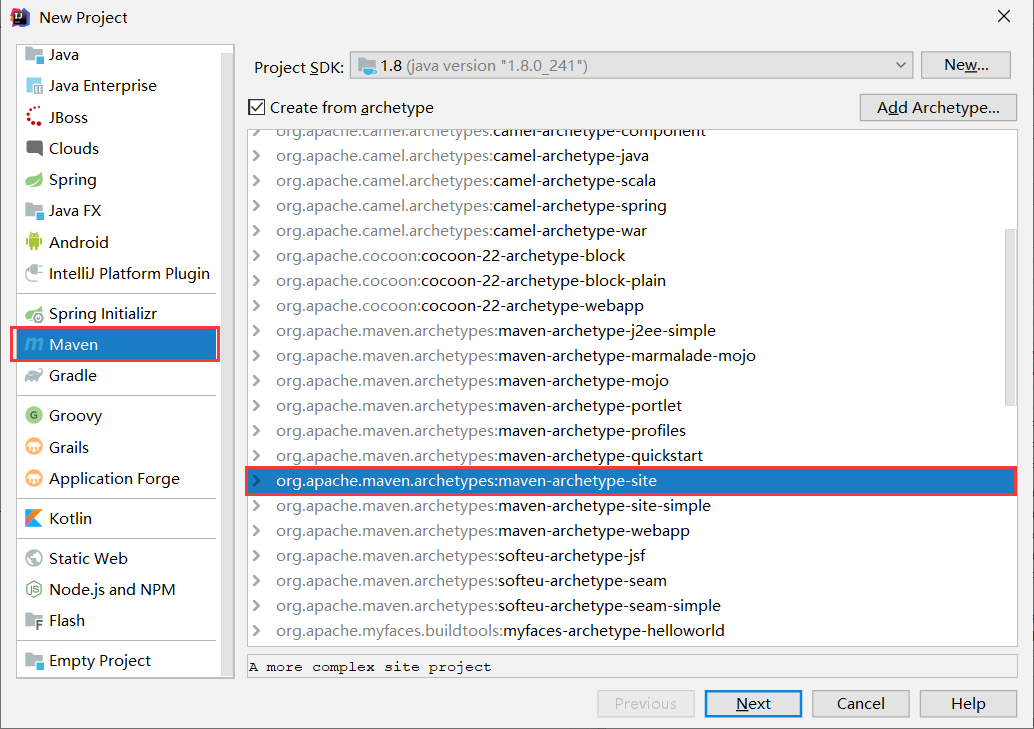 New Project
Java
Java Enterprise
JBoss
Clouds
Spring
Java FX
Android
IntelliJ Platform Plugin
Spring Initializr
Maven
Gradle
Groovy
Grails
Application Forge
Kotlin
Static Web
Node.js and NPM
Flash
Empty Project
Project SDK: 1.8 (java version "1.8.0_241") New...
Create from archetype Add Archetype...
org.apache.camel.archetypes:camel-archetype-component
org.apache.camel.archetypes:camel-archetype-java
org.apache.camel.archetypes:camel-archetype-scala
org.apache.camel.archetypes:camel-archetype-spring
org.apache.camel.archetypes:camel-archetype-war
org.apache.cocoon:cocoon-22-archetype-block
org.apache.cocoon:cocoon-22-archetype-block-plain
org.apache.cocoon:cocoon-22-archetype-webapp
org.apache.maven.archetypes:maven-archetype-j2ee-simple
org.apache.maven.archetypes:maven-archetype-marmalade-mojo
org.apache.maven.archetypes:maven-archetype-mojo
org.apache.maven.archetypes:maven-archetype-portlet
org.apache.maven.archetypes:maven-archetype-profiles
org.apache.maven.archetypes:maven-archetype-quickstart
org.apache.maven.archetypes:maven-archetype-site
org.apache.maven.archetypes:maven-archetype-site-simple
org.apache.maven.archetypes:maven-archetype-webapp
org.apache.maven.archetypes:softeu-archetype-jsf
org.apache.maven.archetypes:softeu-archetype-seam
org.apache.maven.archetypes:softeu-archetype-seam-simple
org.apache.myfaces.buildtools:myfaces-archetype-helloworld
A more complex site project
Previous Next Cancel Help